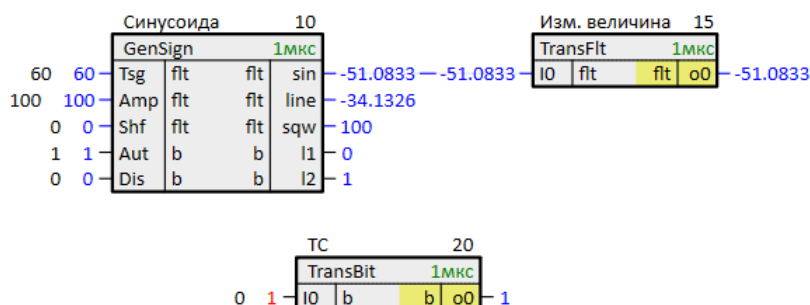 Синусоида 10
Изм. величина 15
GenSign 1мкс
TransFlt 1мкс
60 60 Tsg flt flt sin -51.0833 -51.0833 I0 flt flt o0 -51.0833
100 100 Amp flt flt line -34.1326
0 0 Shf flt flt sqw 100
1 1 Aut b b l1 0
0 0 Dis b b l2 1
ТС 20
TransBit 1мкс
0 1 I0 b b o0 1